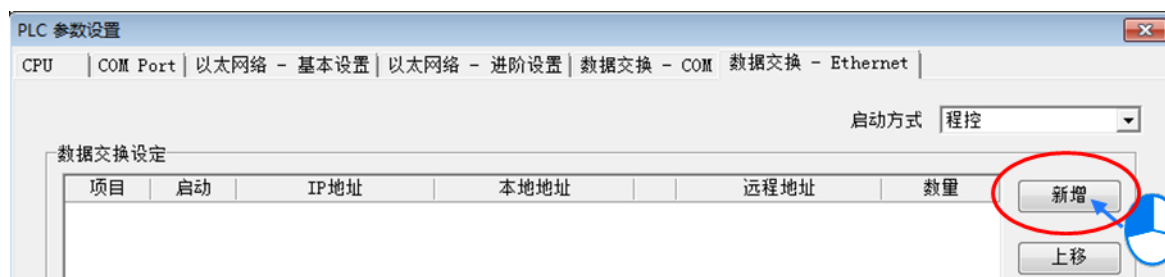 PLC 参数设置
CPU COM Port 以太网络 - 基本设置 以太网络 - 进阶设置 数据交换 - COM 数据交换 - Ethernet
启动方式 程控
数据交换设定
项目 启动 IP地址 本地地址 远程地址 数量
新增
上移